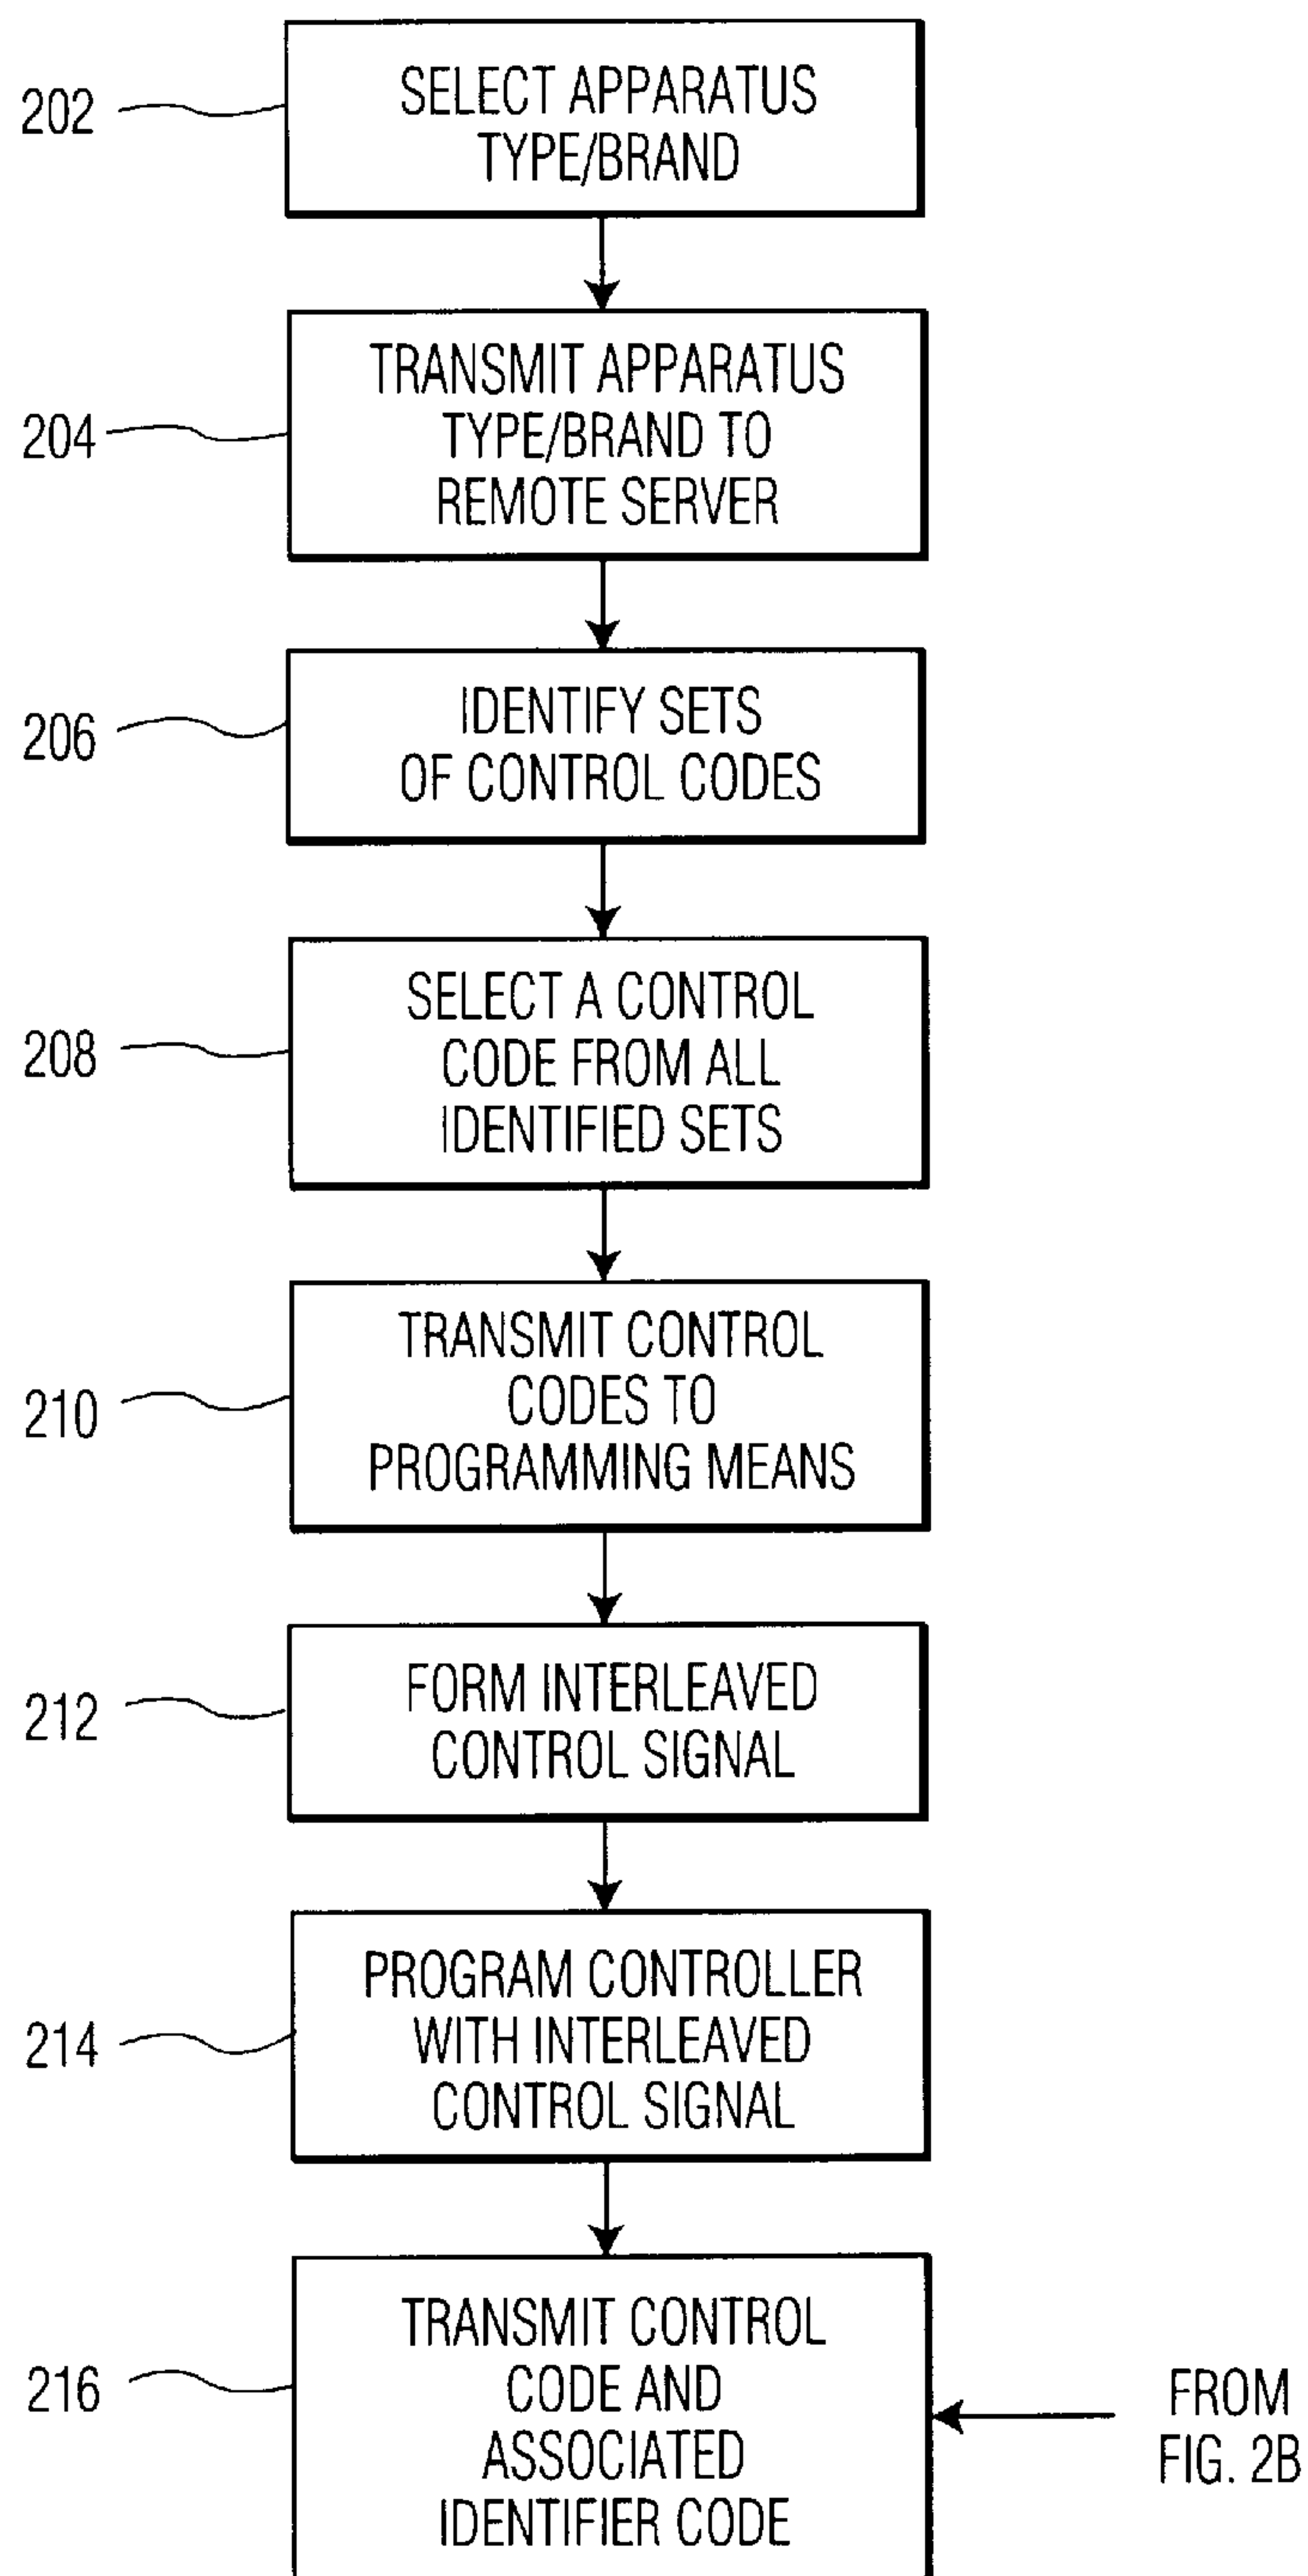 202
SELECT APPARATUS
TYPE/BRAND
204
TRANSMIT APPARATUS
TYPE/BRAND TO
REMOTE SERVER
206
IDENTIFY SETS
OF CONTROL CODES
208
SELECT A CONTROL
CODE FROM ALL
IDENTIFIED SETS
210
TRANSMIT CONTROL
CODES TO
PROGRAMMING MEANS
212
FORM INTERLEAVED
CONTROL SIGNAL
214
PROGRAM CONTROLLER
WITH INTERLEAVED
CONTROL SIGNAL
216
TRANSMIT CONTROL
CODE AND
ASSOCIATED
IDENTIFIER CODE
FROM
FIG. 2B